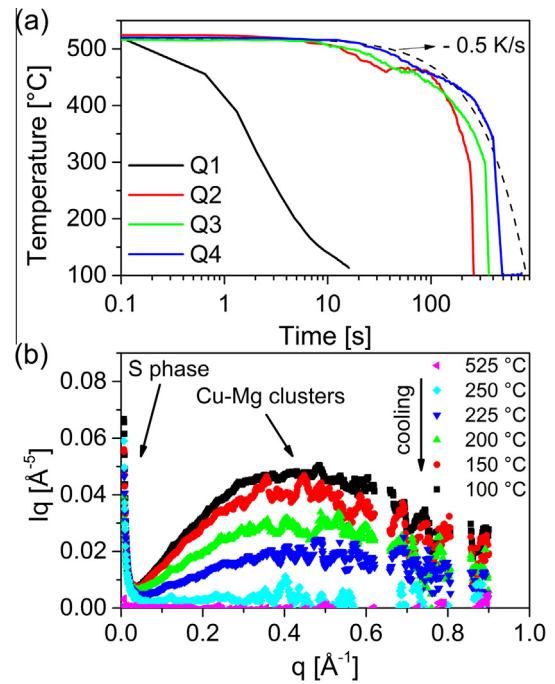 (a)
500
400
300
200
100
Temperature [°C]
- 0.5 K/s
Q1
Q2
Q3
Q4
0.1
1
10
100
Time [s]
(b)
0.08
0.06
0.04
0.02
0.00
Iq [Å⁻⁵]
S phase
Cu-Mg clusters
cooling
525 °C
250 °C
225 °C
200 °C
150 °C
100 °C
0.0
0.2
0.4
0.6
0.8
1.0
q [Å⁻¹]